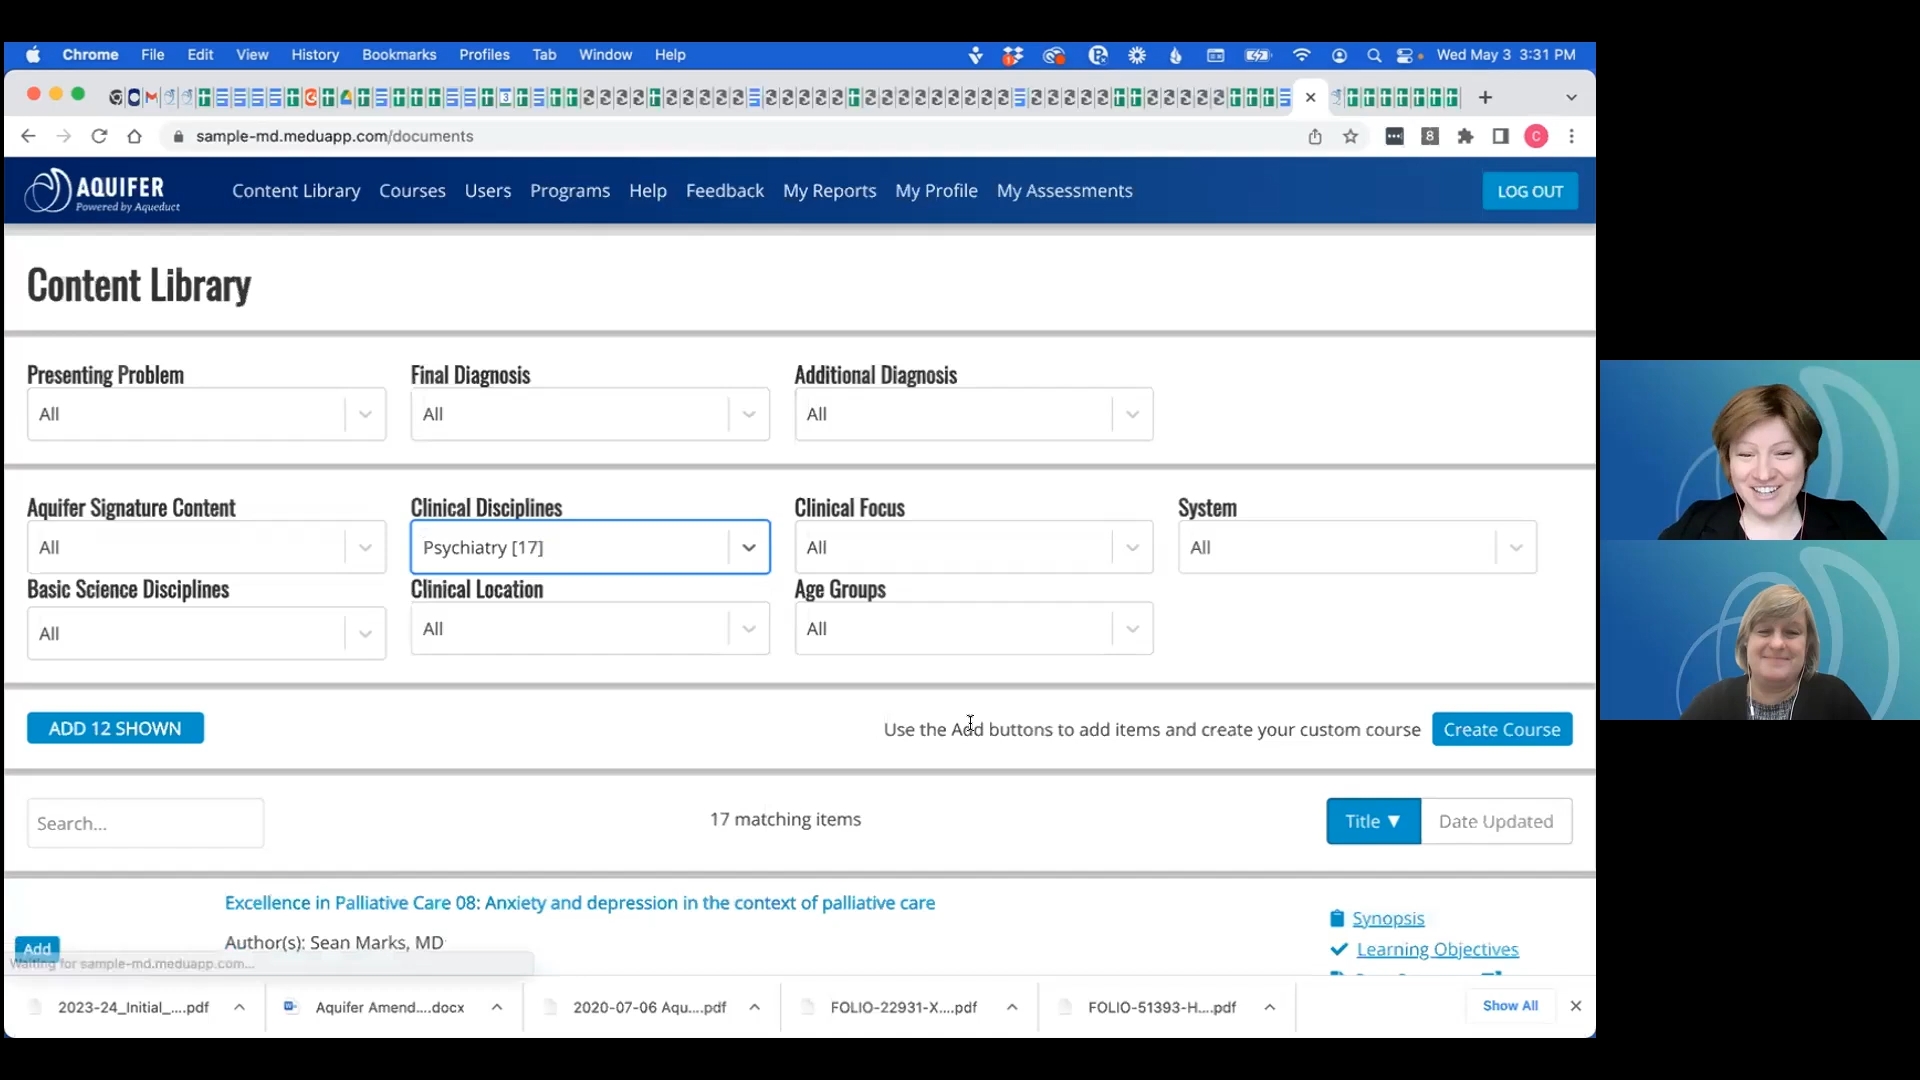 Chrome File Edit View History Bookmarks Profiles Tab Window Help Wed May 3 3:31 PM
sample-md.meduapp.com/documents
AQUIFER
Powered by Aqueduct
Content Library Courses Users Programs Help Feedback My Reports My Profile My Assessments LOG OUT
Content Library
Presenting Problem Final Diagnosis Additional Diagnosis
All All All
Aquifer Signature Content Clinical Disciplines Clinical Focus System
All Psychiatry [17] All All
Basic Science Disciplines Clinical Location Age Groups
All All All
ADD 12 SHOWN Use the Add buttons to add items and create your custom course Create Course
Search... 17 matching items Title ▼ Date Updated
Excellence in Palliative Care 08: Anxiety and depression in the context of palliative care
Synopsis
Add Author(s): Sean Marks, MD Learning Objectives
Waiting for sample-md.meduapp.com...
2023-24_Initial_....pdf Aquifer Amend....docx 2020-07-06 Aqu....pdf FOLIO-22931-X....pdf FOLIO-51393-H....pdf Show All